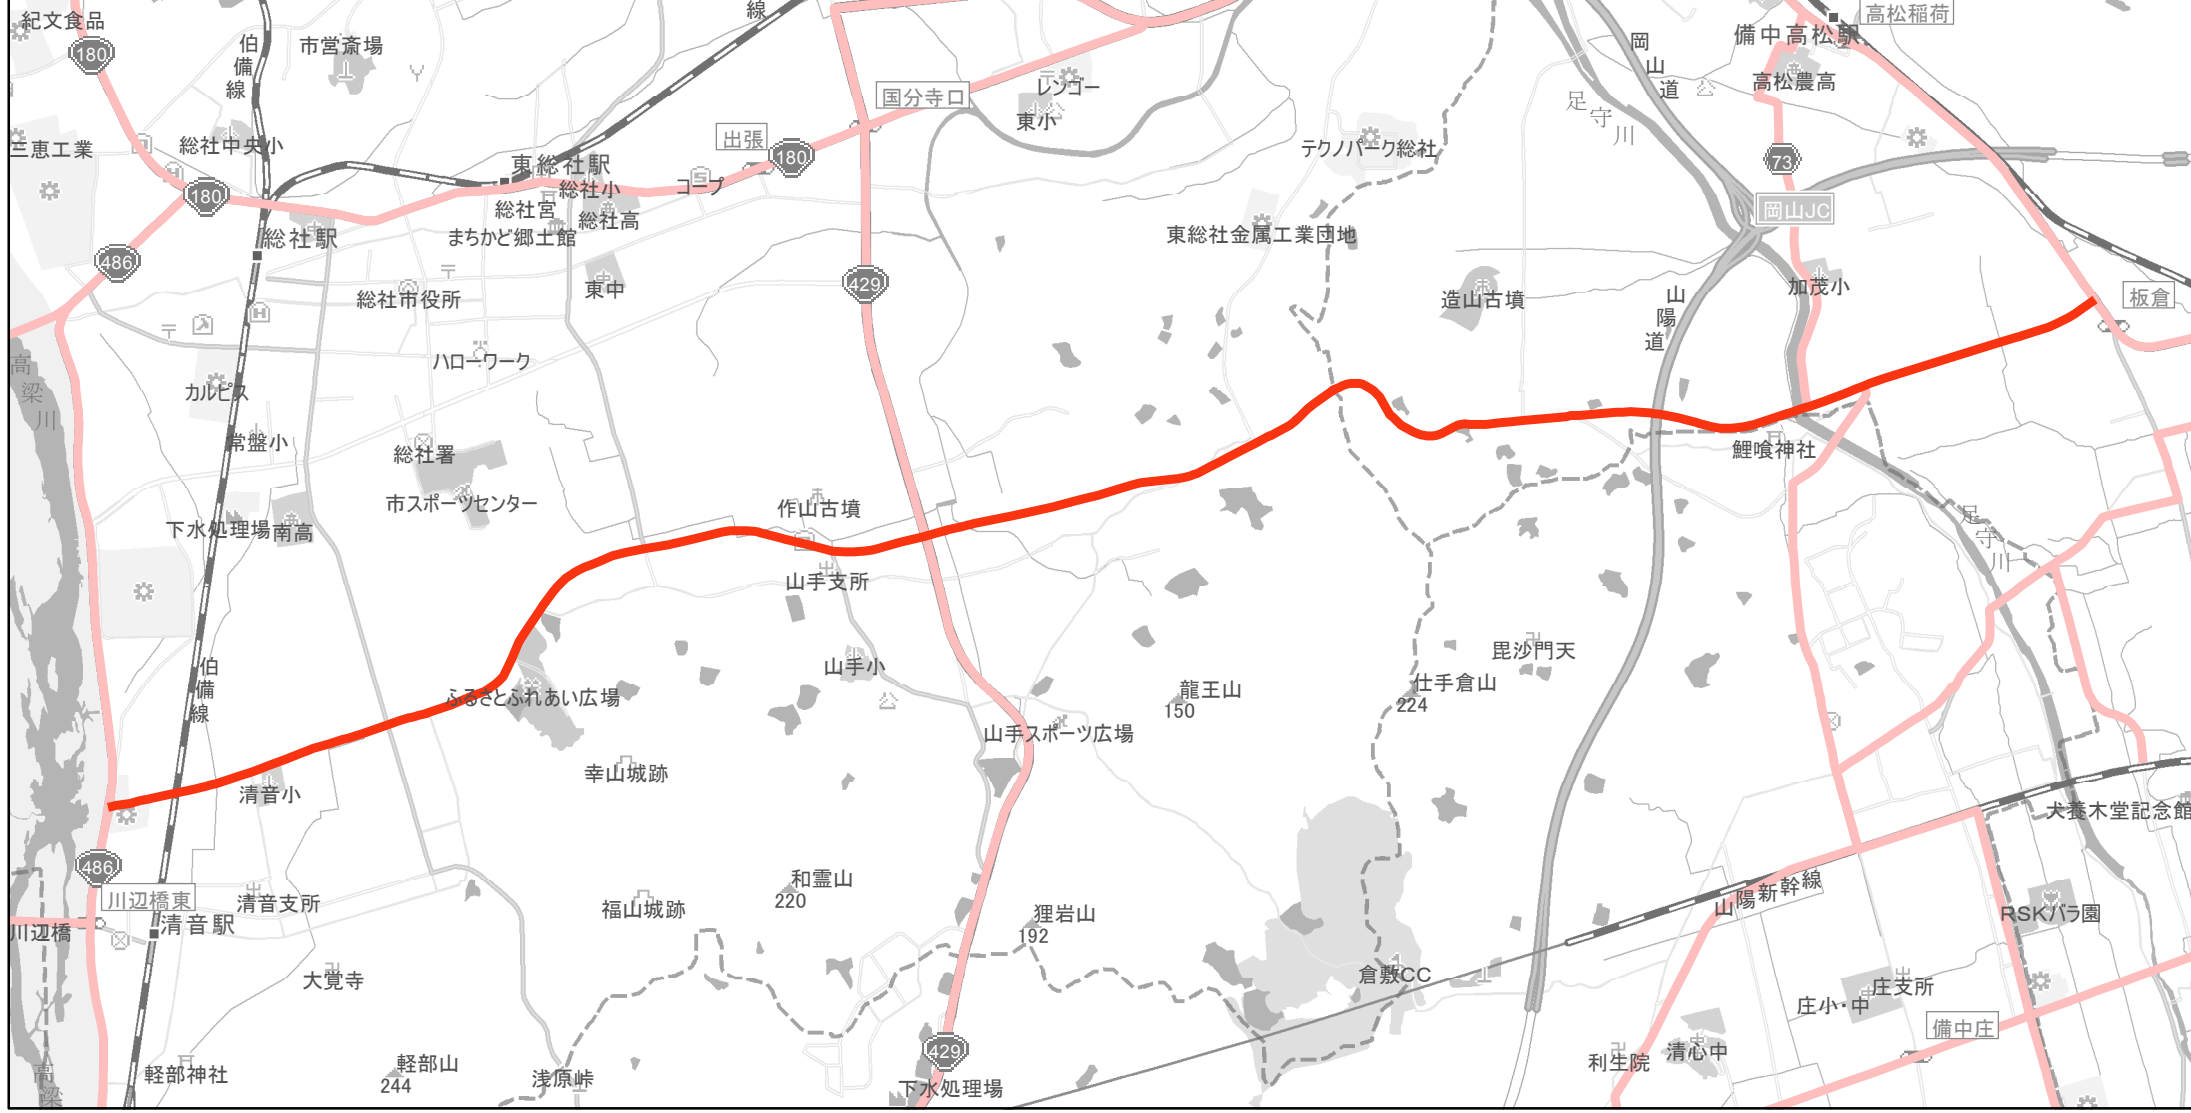 紀文食品
180
伯備線
市営斎場
線
国分寺口
レンゴー
東小
出張
180
三恵工業
総社中央小
180
東総社駅
総社小
コープ
総社宮
総社高
まちかど郷土館
総社駅
486
総社市役所
東中
429
ハローワーク
カルピス
高梁川
常盤小
総社署
市スポーツセンター
下水処理場
南高
作山古墳
山手支所
山手小
伯備線
ふるさとふれあい広場
幸山城跡
清音小
486
川辺橋東
川辺橋
清音駅
清音支所
大覚寺
福山城跡
和霊山
220
軽部神社
軽部山
244
浅原峠
高梁
429
下水処理場
山手スポーツ広場
龍王山
150
狸岩山
192
仕手倉山
224
毘沙門天
倉敷CC
テクノパーク総社
東総社金属工業団地
造山古墳
足守川
岡山道
山陽道
高松稲荷
備中高松駅
高松農高
73
岡山JC
加茂小
板倉
鯉喰神社
足守川
犬養木堂記念館
山陽新幹線
RSKバラ園
庄支所
庄小・中
備中庄
利生院
清心中